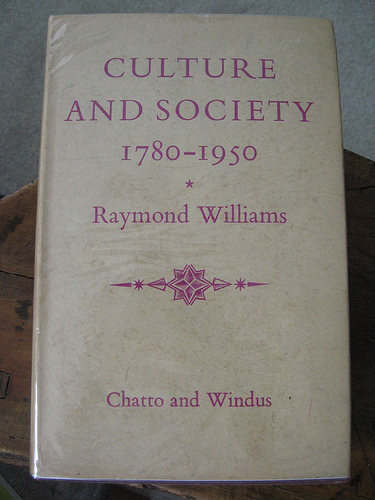 CULTURE
AND SOCIETY
1780–1950
Raymond Williams
Chatto and Windus